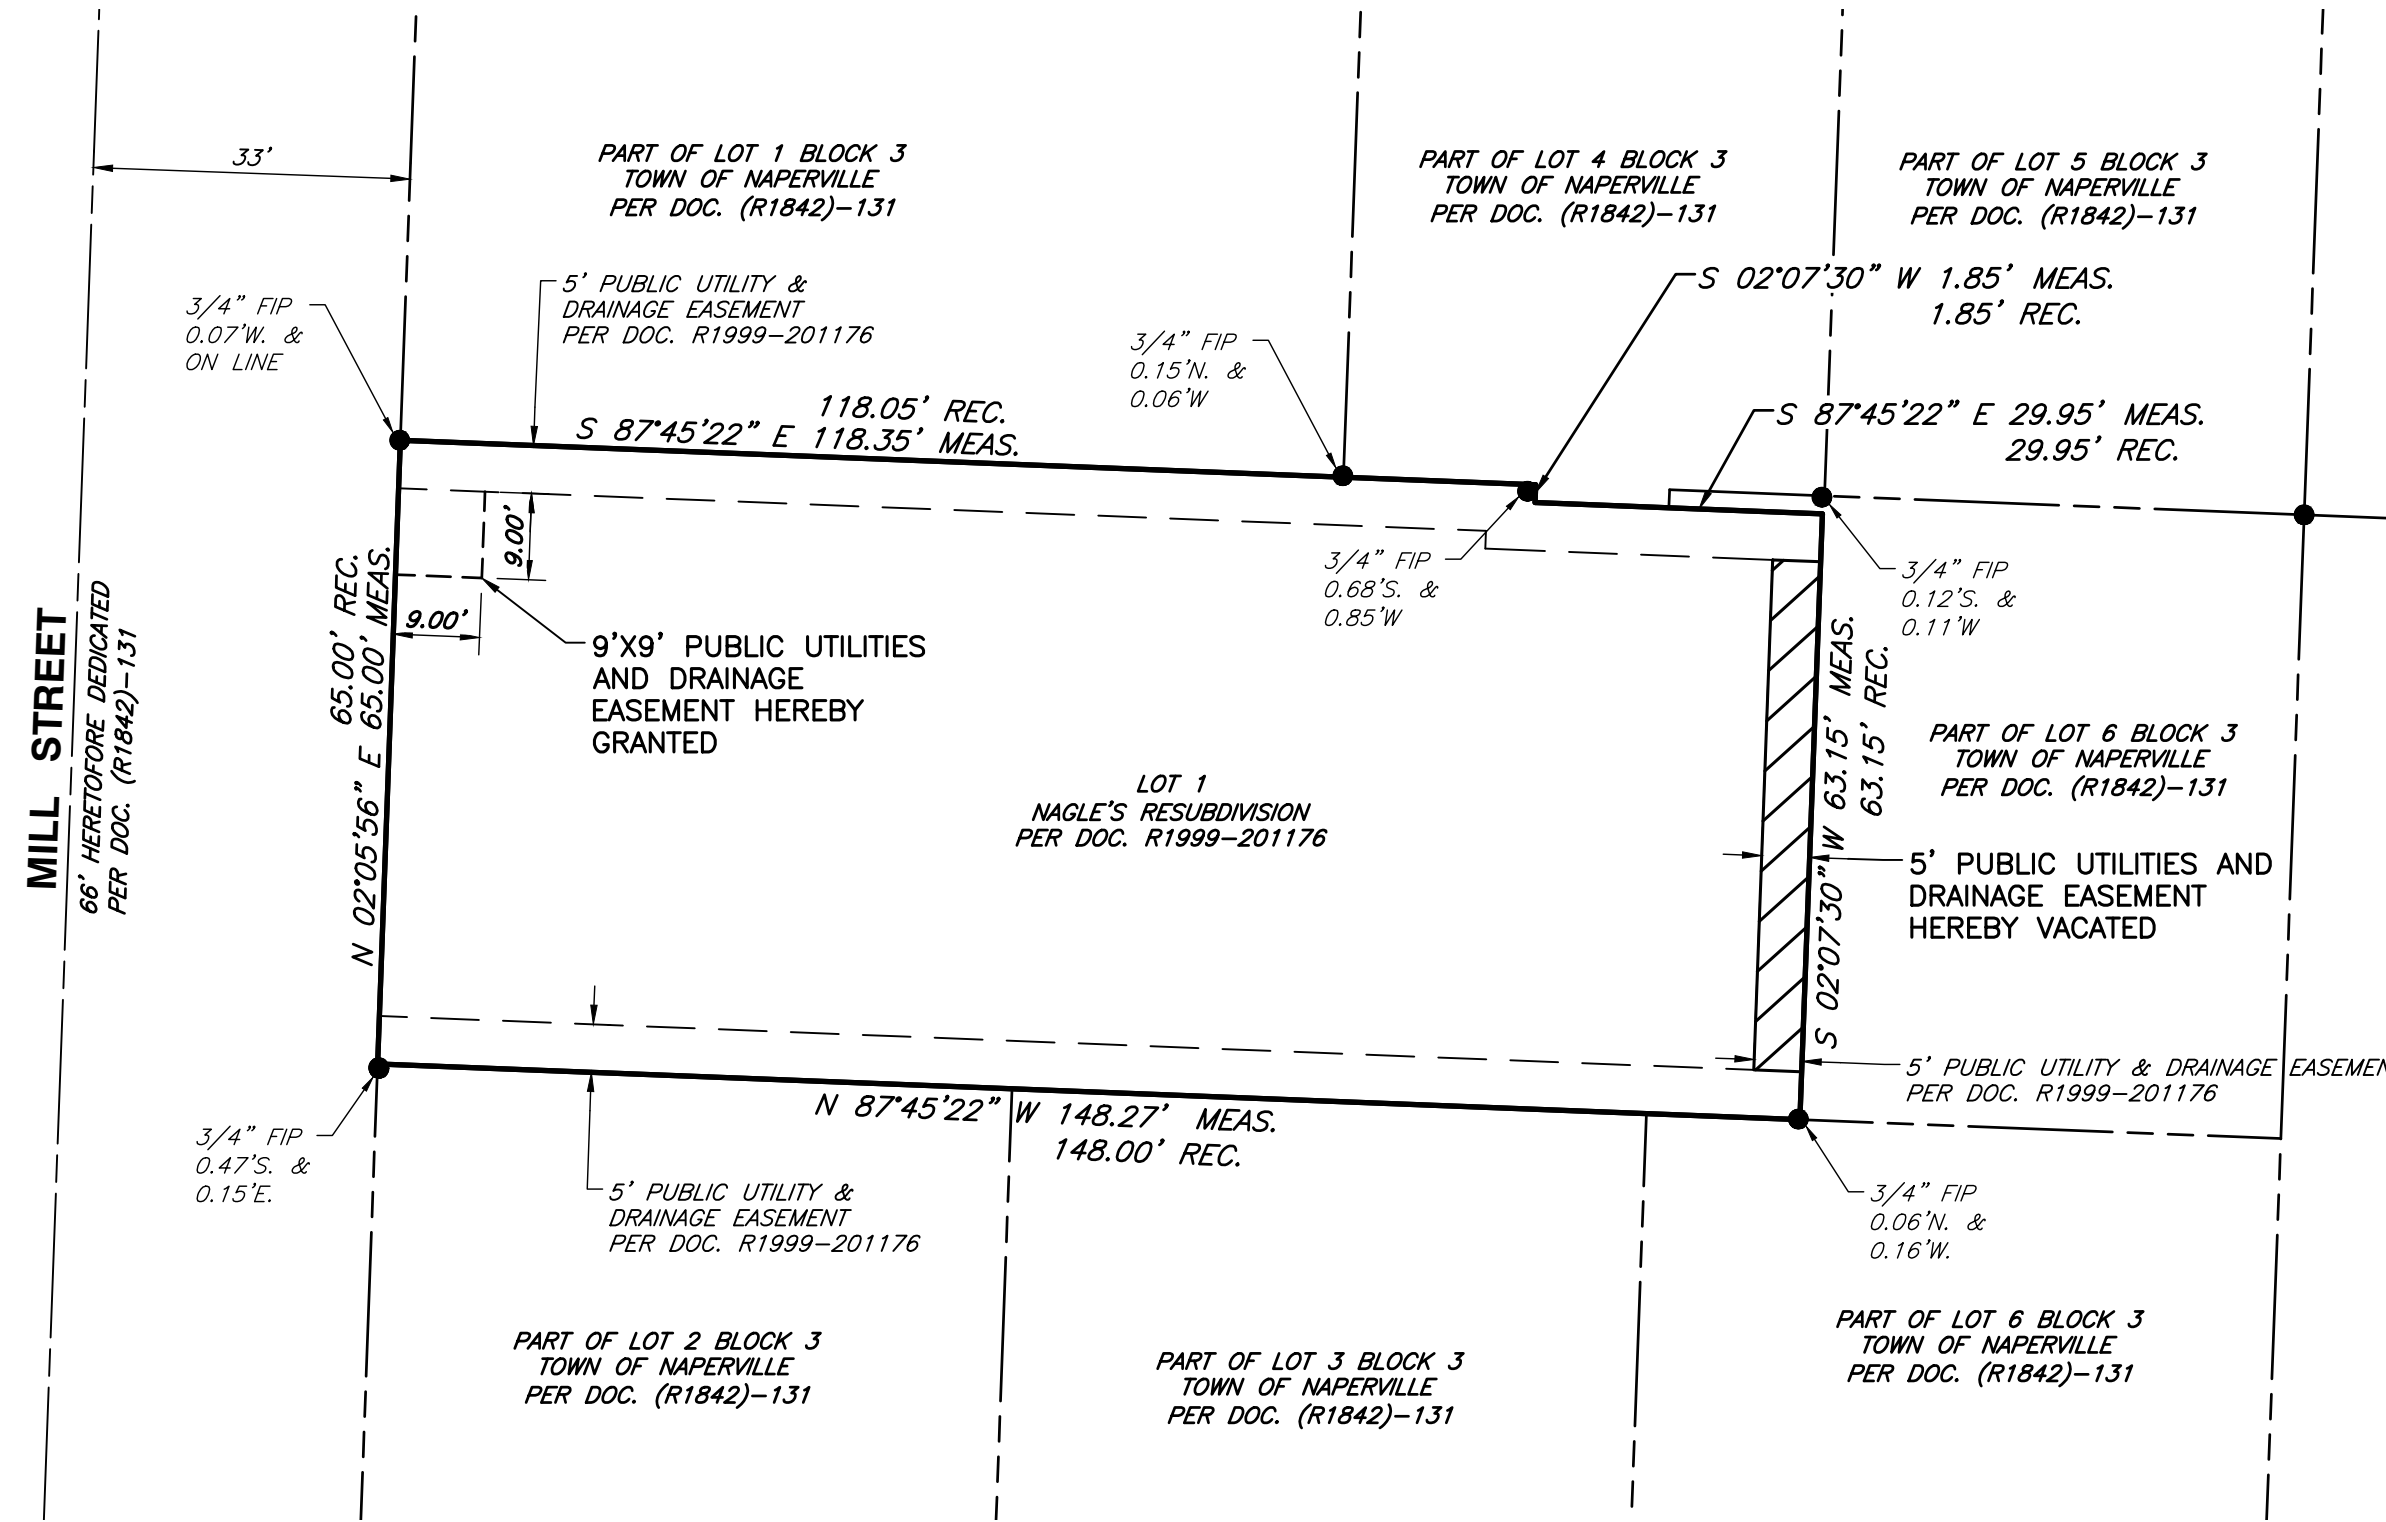 33'
PART OF LOT 1 BLOCK 3
TOWN OF NAPERVILLE
PER DOC. (R1842)-131
PART OF LOT 4 BLOCK 3
TOWN OF NAPERVILLE
PER DOC. (R1842)-131
PART OF LOT 5 BLOCK 3
TOWN OF NAPERVILLE
PER DOC. (R1842)-131
S 02°07'30" W 1.85' MEAS.
1.85' REC.
5' PUBLIC UTILITY &
DRAINAGE EASEMENT
PER DOC. R1999-201176
3/4" FIP
0.07'W. &
ON LINE
3/4" FIP
0.15'N. &
0.06'W
118.05' REC.
S 87°45'22" E 118.35' MEAS.
S 87°45'22" E 29.95' MEAS.
29.95' REC.
9.00'
9.00'
3/4" FIP
0.68'S. &
0.85'W
3/4" FIP
0.12'S. &
0.11'W
65.00' REC.
N 02°05'56" E 65.00' MEAS.
MILL STREET
66' HERETOFORE DEDICATED
PER DOC. (R1842)-131
9'X9' PUBLIC UTILITIES
AND DRAINAGE
EASEMENT HEREBY
GRANTED
LOT 1
NAGLE'S RESUBDIVISION
PER DOC. R1999-201176
S 02°07'30" W 63.15' MEAS.
63.15' REC.
PART OF LOT 6 BLOCK 3
TOWN OF NAPERVILLE
PER DOC. (R1842)-131
5' PUBLIC UTILITIES AND
DRAINAGE EASEMENT
HEREBY VACATED
5' PUBLIC UTILITY & DRAINAGE EASEMEN
PER DOC. R1999-201176
N 87°45'22" W 148.27' MEAS.
148.00' REC.
3/4" FIP
0.47'S. &
0.15'E.
5' PUBLIC UTILITY &
DRAINAGE EASEMENT
PER DOC. R1999-201176
3/4" FIP
0.06'N. &
0.16'W.
PART OF LOT 2 BLOCK 3
TOWN OF NAPERVILLE
PER DOC. (R1842)-131
PART OF LOT 3 BLOCK 3
TOWN OF NAPERVILLE
PER DOC. (R1842)-131
PART OF LOT 6 BLOCK 3
TOWN OF NAPERVILLE
PER DOC. (R1842)-131